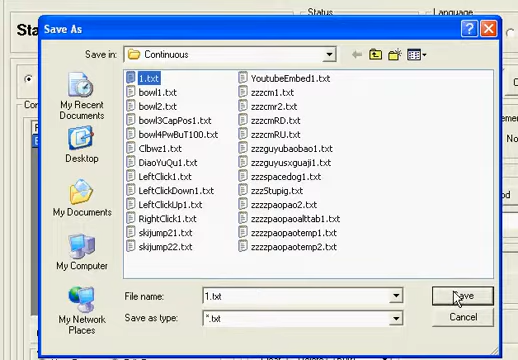 Status
Language
Sta
Save As
Save in:
Continuous
My Recent
Documents
Desktop
My Documents
My Computer
My Network
Places
1.txt
bowl1.txt
bowl2.txt
bowl3CapPos1.txt
bowl4PwBuT100.txt
Clbwz1.txt
DiaoYuQu1.txt
LeftClick1.txt
LeftClickDown1.txt
LeftClickUp1.txt
RightClick1.txt
skijump21.txt
skijump22.txt
YoutubeEmbed1.txt
zzzcm1.txt
zzzcmr2.txt
zzzcmRD.txt
zzzcmRU.txt
zzzguyubaobao1.txt
zzzguyusxguaji1.txt
zzzspacedog1.txt
zzzStupig.txt
zzzzpaopao2.txt
zzzzpaopaoalttab1.txt
zzzzpaopaotemp1.txt
zzzzpaopaotemp2.txt
File name:
1.txt
Save
Save as type:
*.txt
Cancel